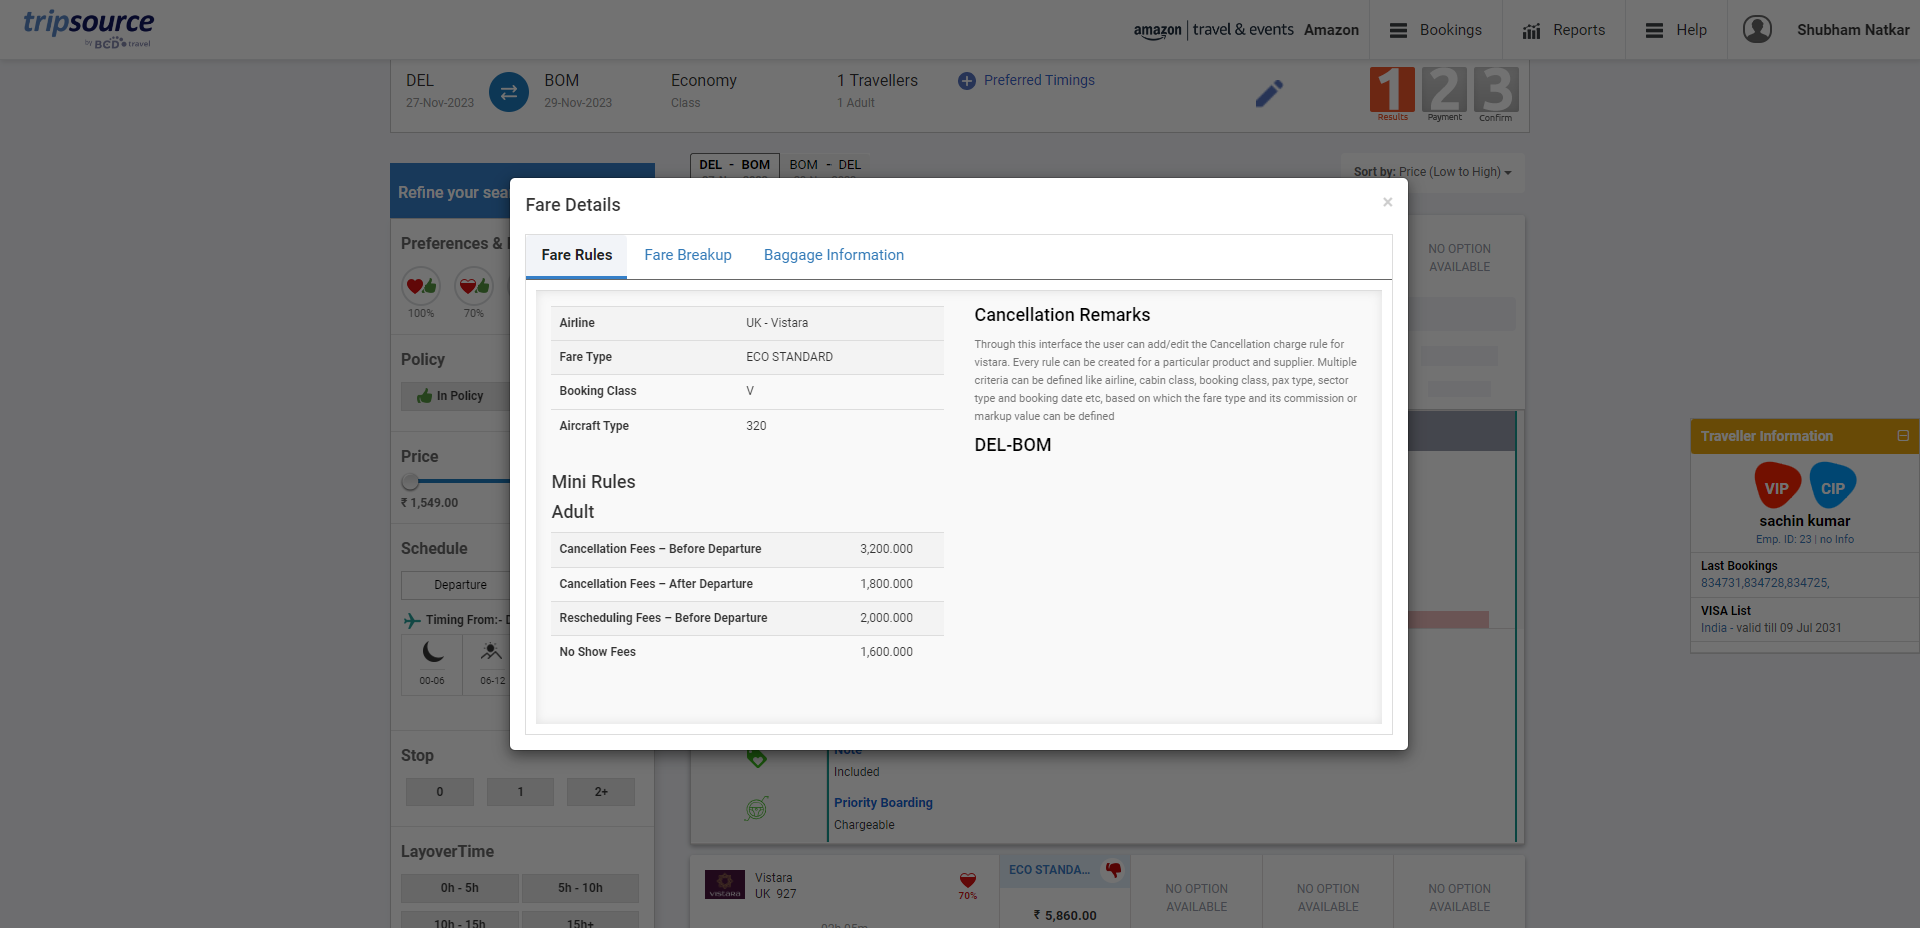 tripsource
by BCD travel
amazon | travel & events Amazon
Bookings
Reports
Help
Shubham Natkar
DEL
27-Nov-2023
BOM
29-Nov-2023
Economy
Class
1 Travellers
1 Adult
Preferred Timings
1 2 3
Results Payment Confirm
DEL - BOM
BOM - DEL
Sort by: Price (Low to High)
Refine your sea
Preferences &
100%
70%
Policy
In Policy
Price
₹ 1,549.00
Schedule
Departure
Timing From:- D
00-06
06-12
Stop
0
1
2+
LayoverTime
0h - 5h
5h - 10h
10h - 15h
15h+
Fare Details
×
Fare Rules
Fare Breakup
Baggage Information
Airline UK - Vistara
Fare Type ECO STANDARD
Booking Class V
Aircraft Type 320
Mini Rules
Adult
Cancellation Fees – Before Departure 3,200.000
Cancellation Fees – After Departure 1,800.000
Rescheduling Fees – Before Departure 2,000.000
No Show Fees 1,600.000
Cancellation Remarks
Through this interface the user can add/edit the Cancellation charge rule for
vistara. Every rule can be created for a particular product and supplier. Multiple
criteria can be defined like airline, cabin class, booking class, pax type, sector
type and booking date etc, based on which the fare type and its commission or
markup value can be defined
DEL-BOM
NO OPTION
AVAILABLE
Included
Priority Boarding
Chargeable
VISTARA
Vistara
UK 927
70%
ECO STANDA...
₹ 5,860.00
NO OPTION
AVAILABLE
NO OPTION
AVAILABLE
NO OPTION
AVAILABLE
Traveller Information
VIP
CIP
sachin kumar
Emp. ID: 23 | no Info
Last Bookings
834731,834728,834725,
VISA List
India - valid till 09 Jul 2031